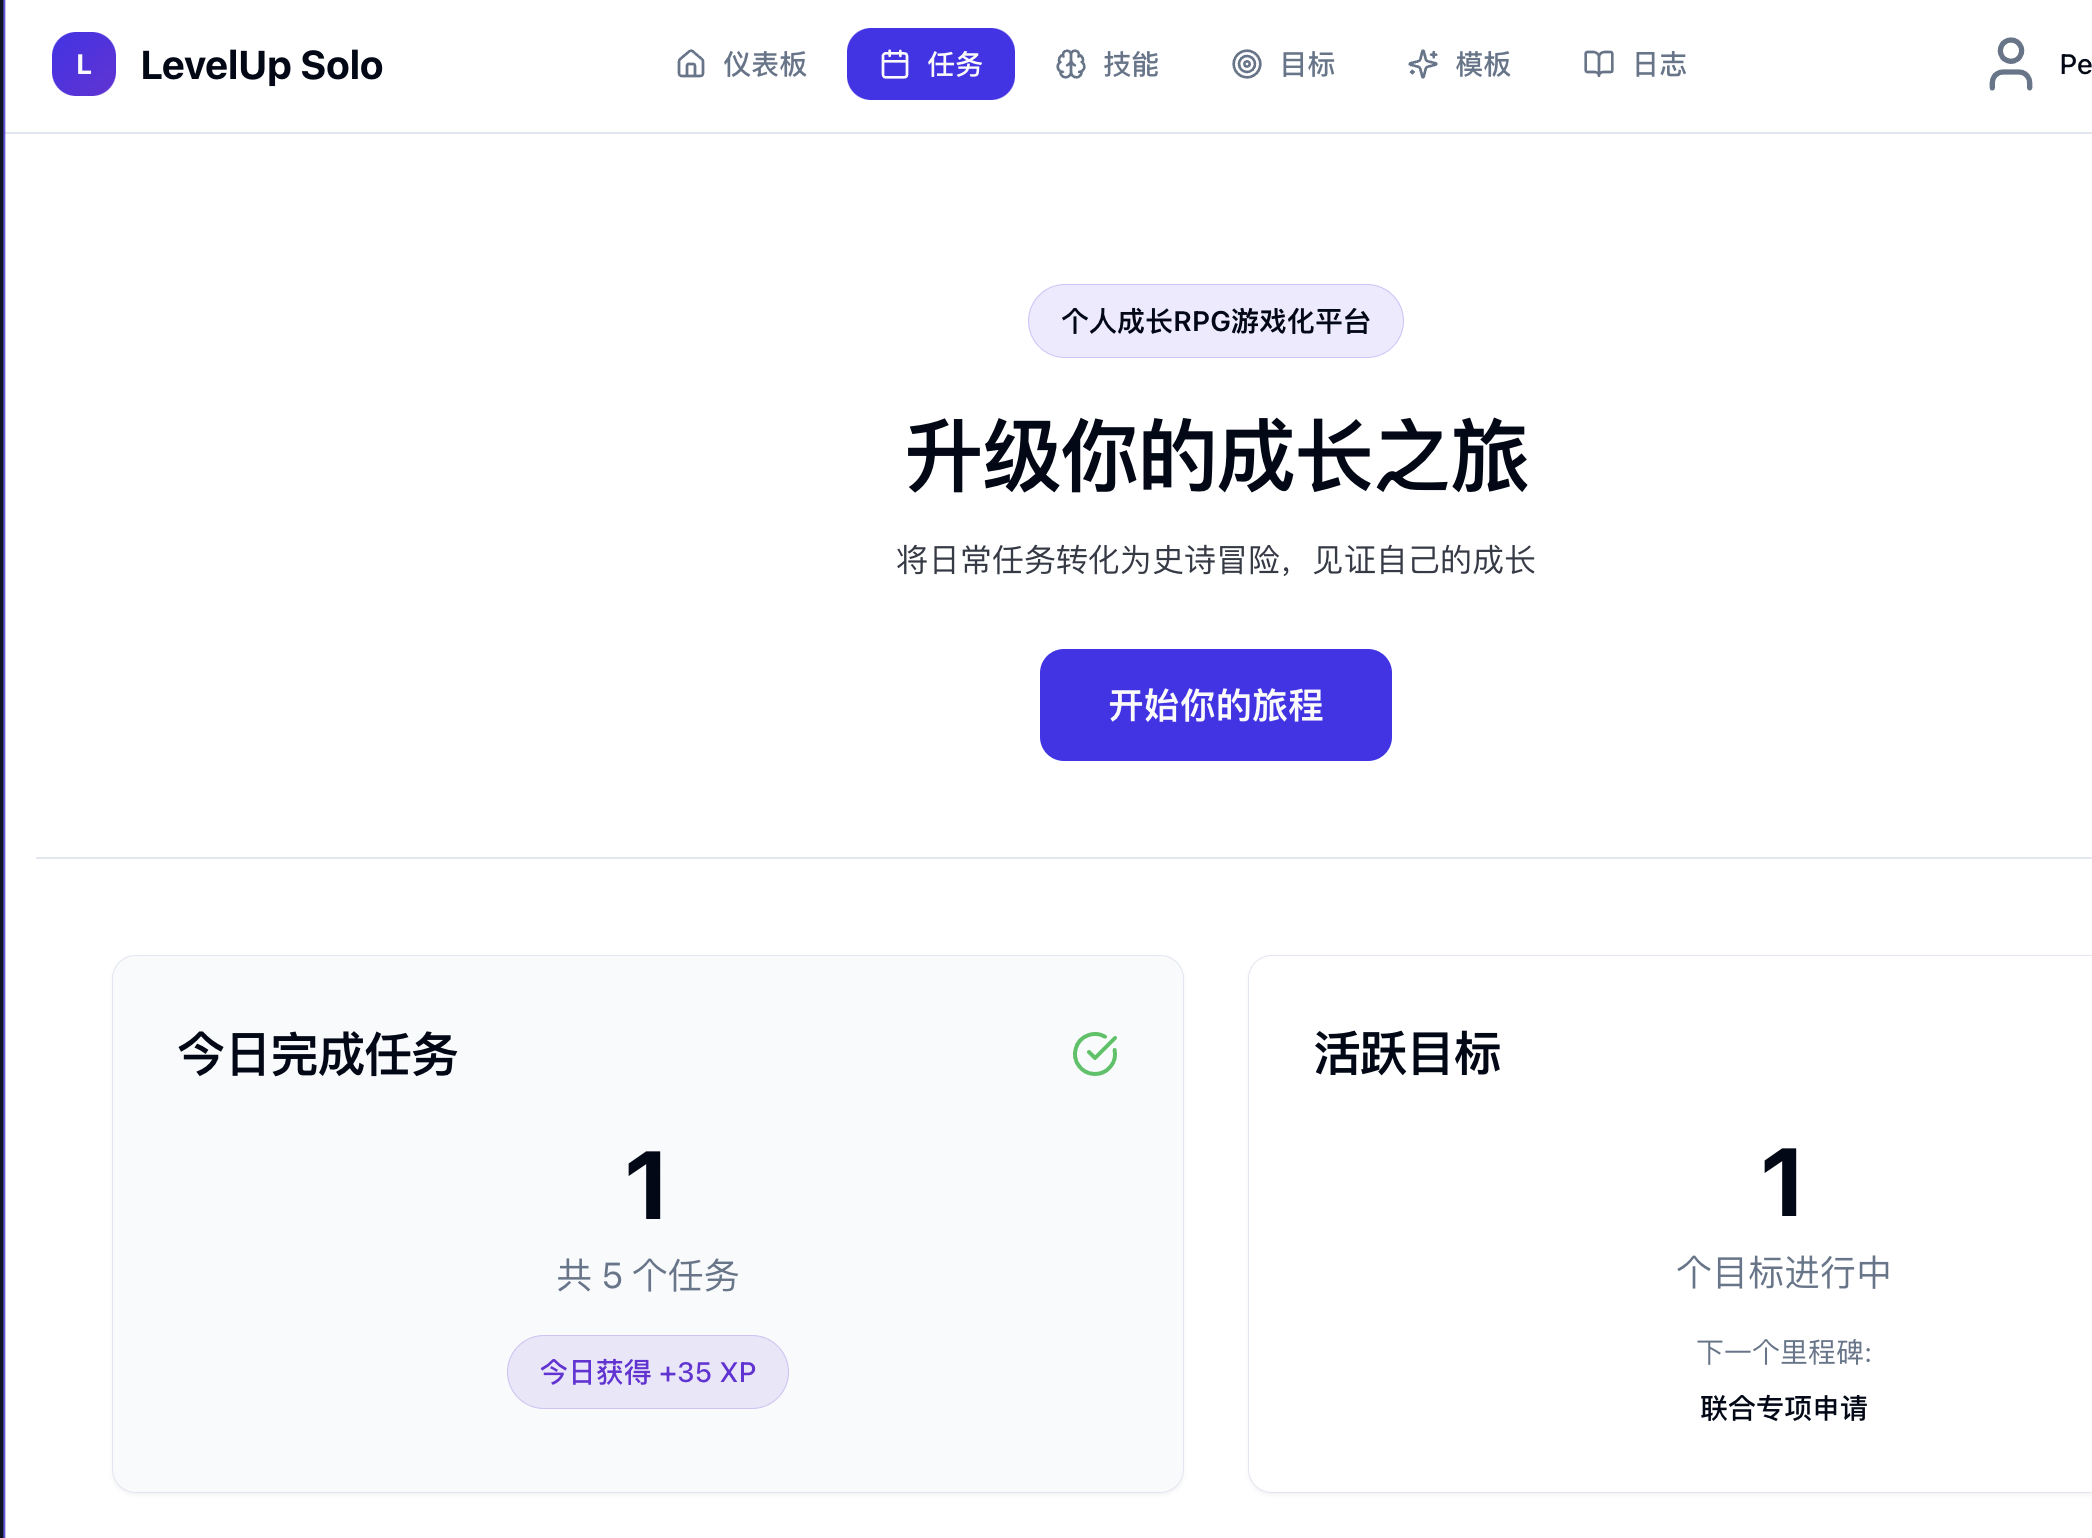 L
LevelUp Solo
仪表板
任务
技能
目标
模板
日志
Pe
个人成长RPG游戏化平台
升级你的成长之旅
将日常任务转化为史诗冒险，见证自己的成长
开始你的旅程
今日完成任务
1
共 5 个任务
今日获得 +35 XP
活跃目标
1
个目标进行中
下一个里程碑:
联合专项申请